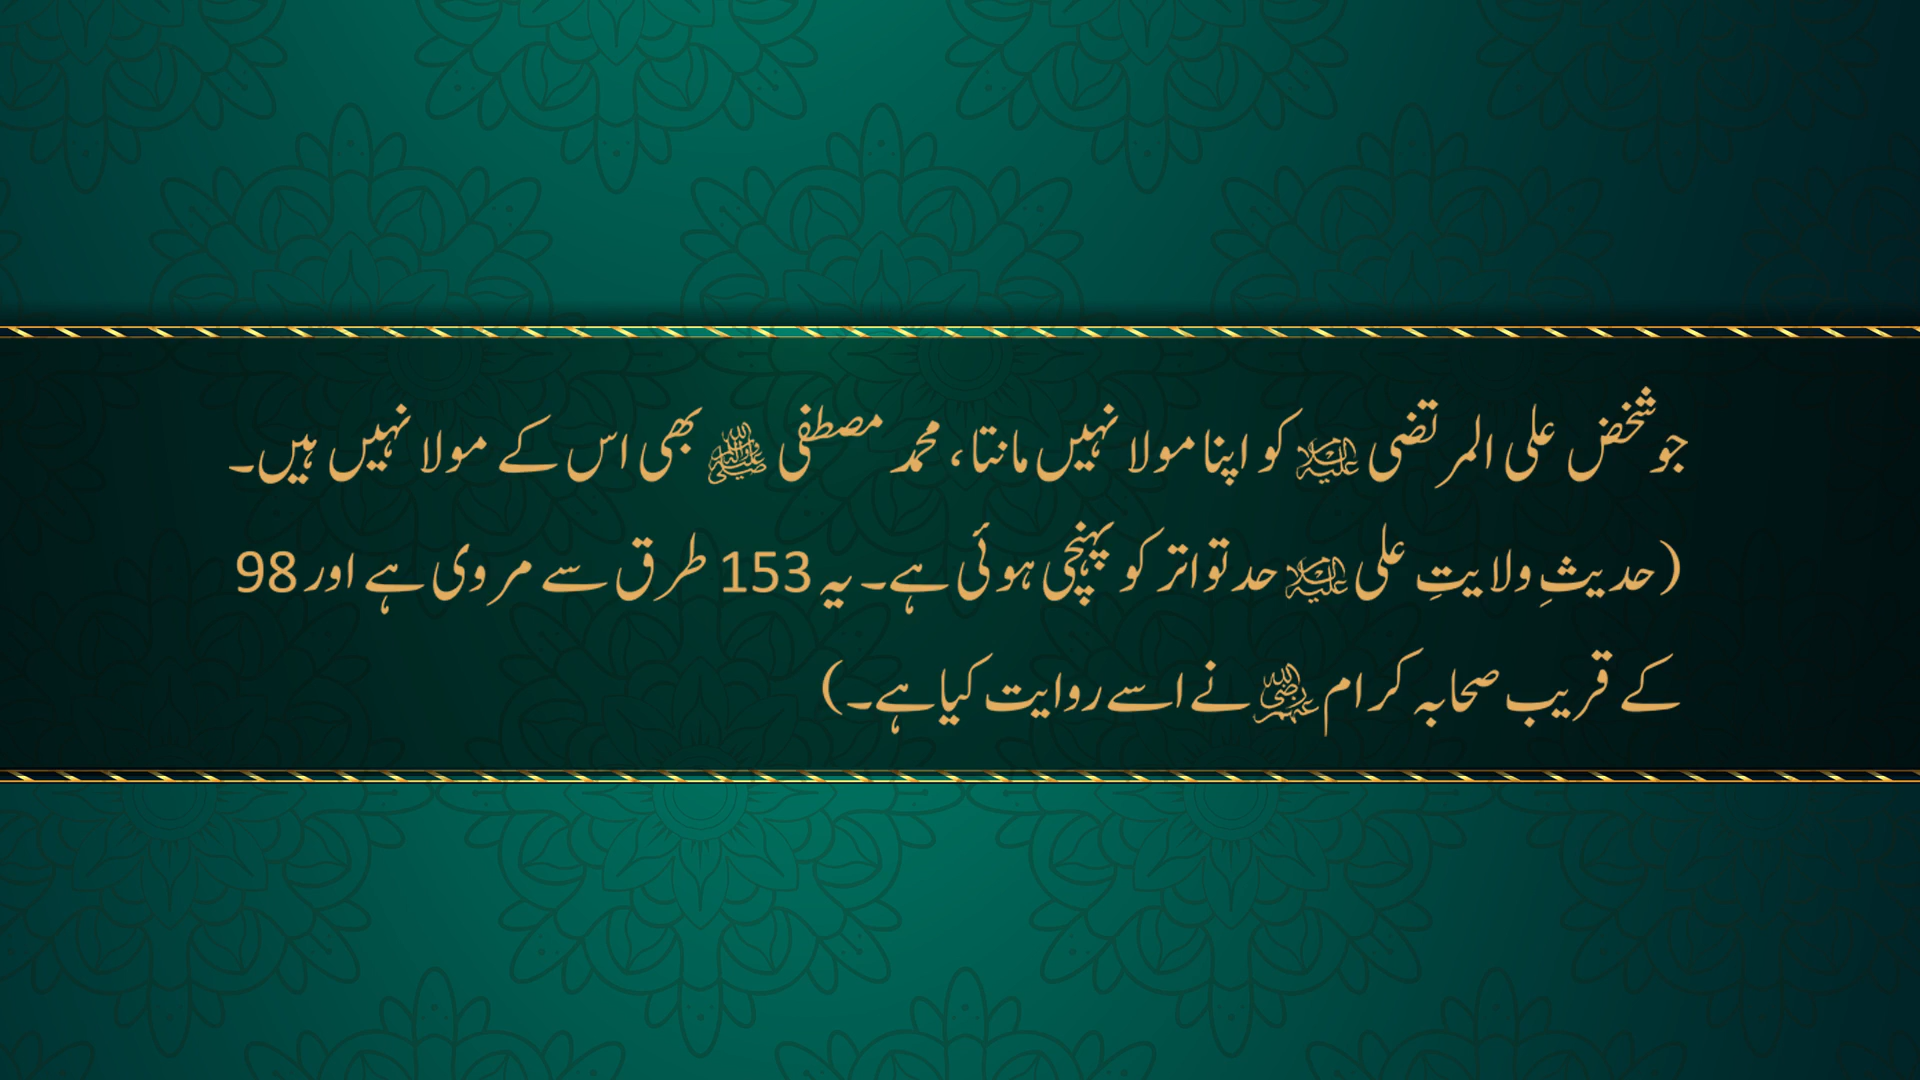 جو شخض علی المرتضی علیہ السلام کو اپنا مولا نہیں مانتا، محمد مصطفی ﷺ بھی اس کے مولا نہیں ہیں۔
(حدیثِ ولایتِ علی علیہ السلام حد تواتر کو پہنچی ہوئی ہے۔ یہ 153 طرق سے مروی ہے اور 98
کے قریب صحابہ کرام رضی اللہ عنہم نے اسے روایت کیا ہے۔)